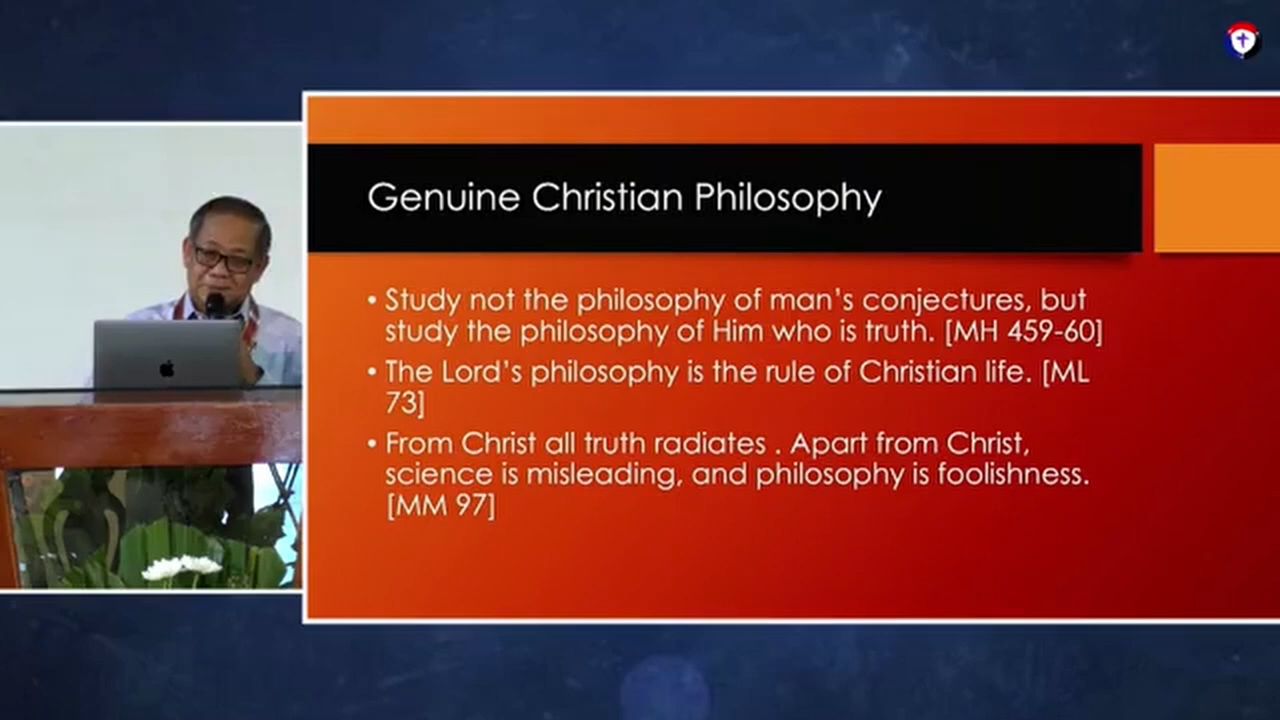 Genuine Christian Philosophy
• Study not the philosophy of man’s conjectures, but
study the philosophy of Him who is truth. [MH 459-60]
• The Lord’s philosophy is the rule of Christian life. [ML
73]
• From Christ all truth radiates . Apart from Christ,
science is misleading, and philosophy is foolishness.
[MM 97]